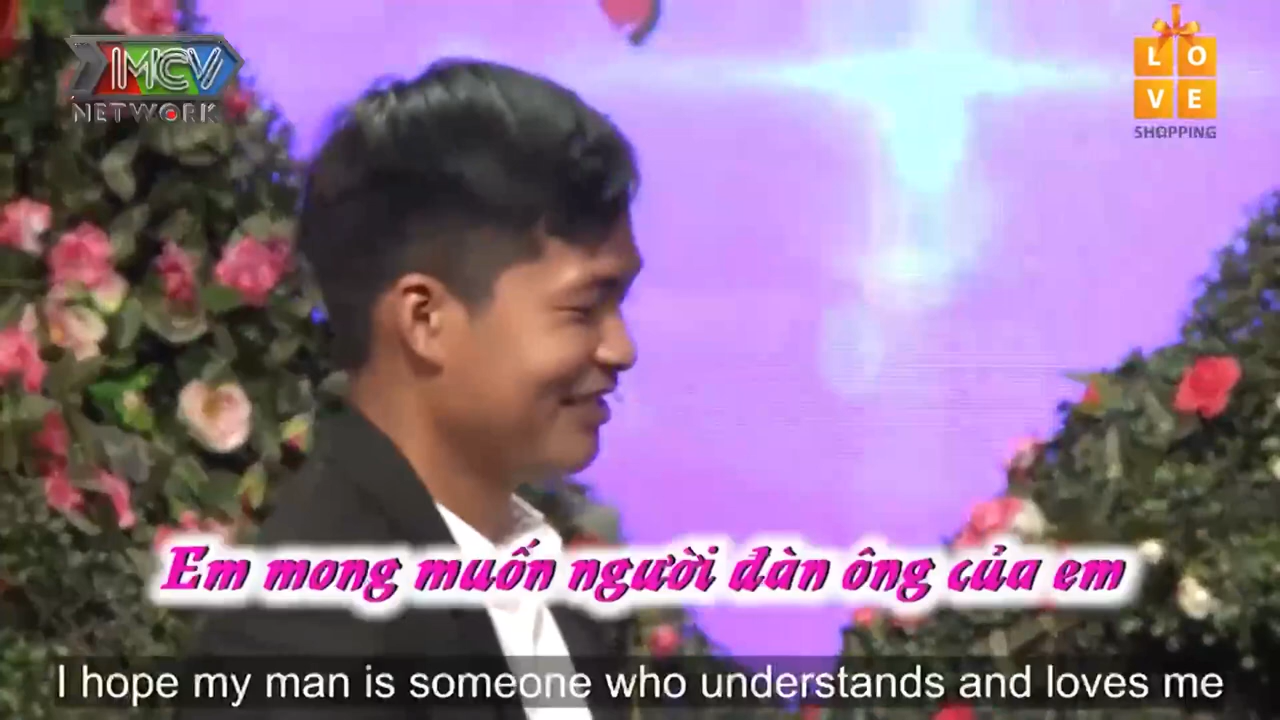 MCV
NETWORK
L O
V E
SHOPPING
Em mong muốn người đàn ông của em
I hope my man is someone who understands and loves me